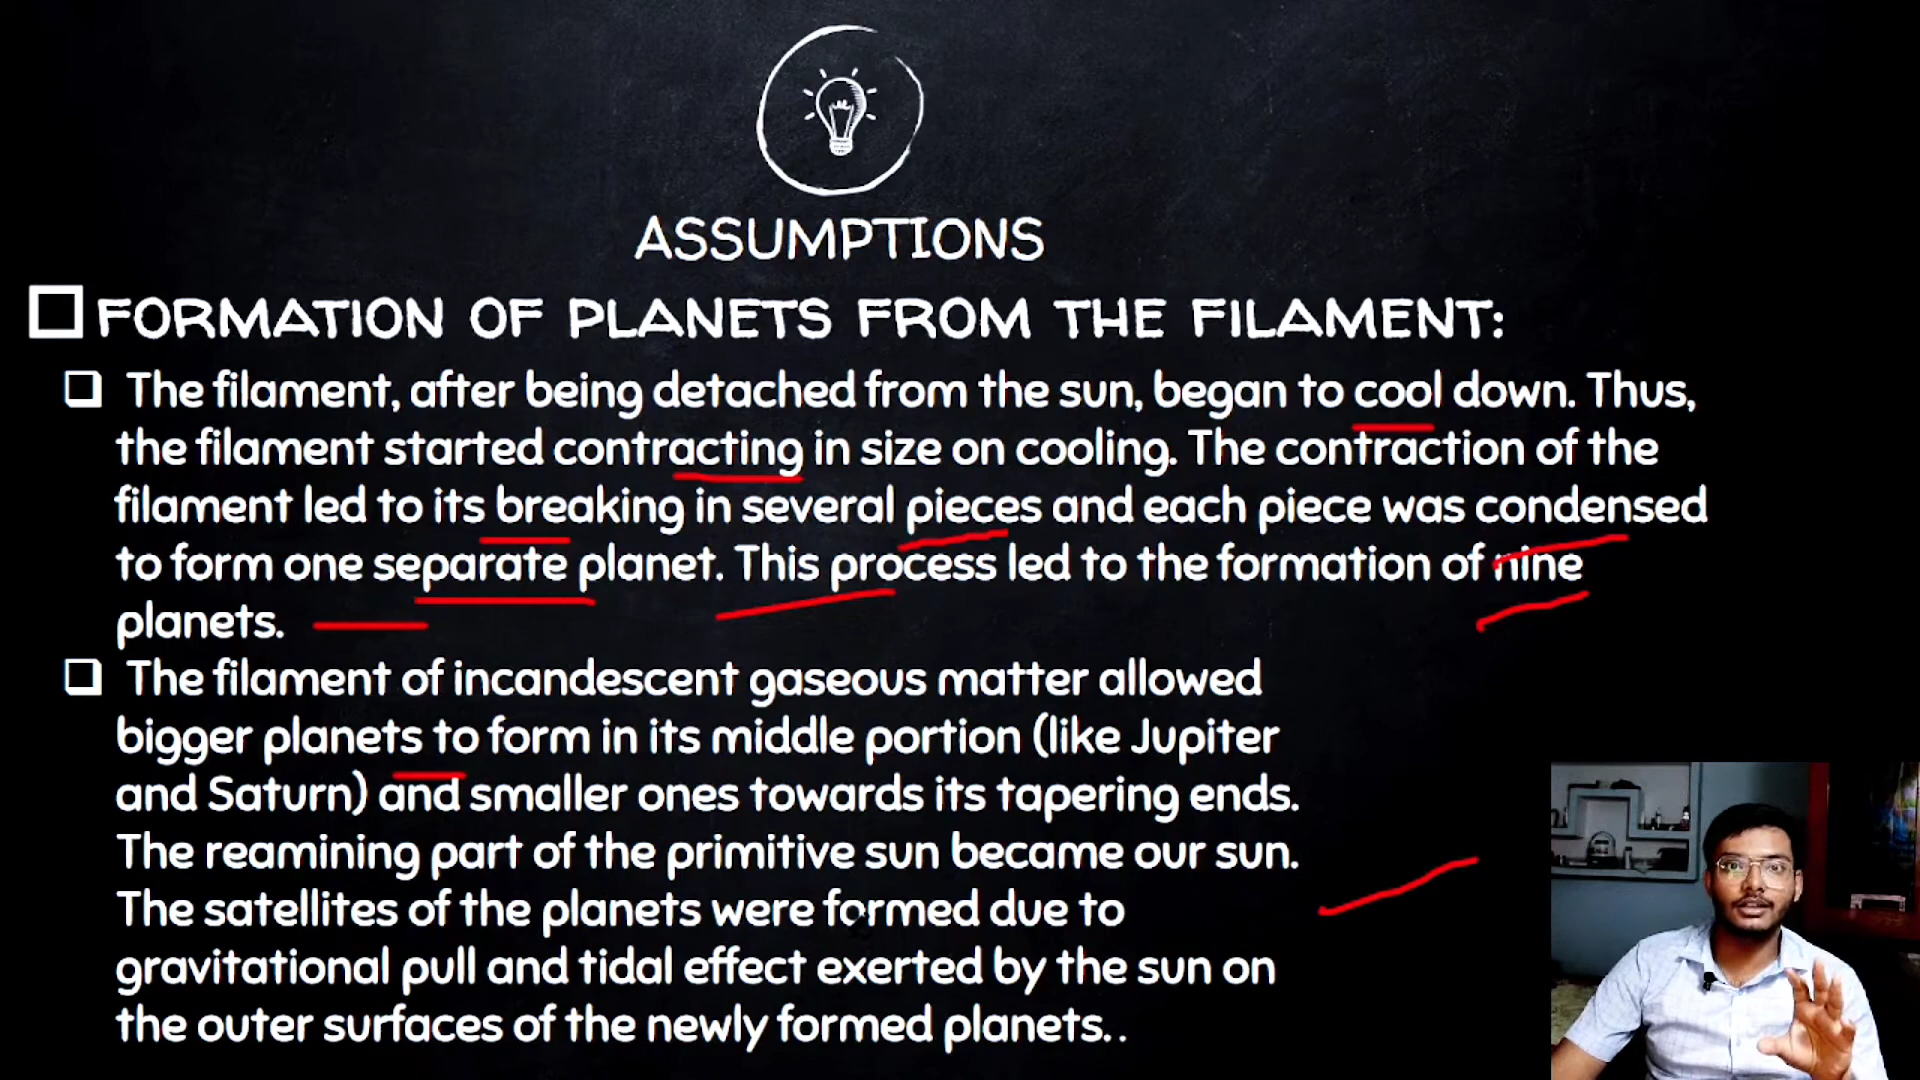 ASSUMPTIONS
FORMATION OF PLANETS FROM THE FILAMENT:
The filament, after being detached from the sun, began to cool down. Thus,
the filament started contracting in size on cooling. The contraction of the
filament led to its breaking in several pieces and each piece was condensed
to form one separate planet. This process led to the formation of nine
planets.
The filament of incandescent gaseous matter allowed
bigger planets to form in its middle portion (like Jupiter
and Saturn) and smaller ones towards its tapering ends.
The reamining part of the primitive sun became our sun.
The satellites of the planets were formed due to
gravitational pull and tidal effect exerted by the sun on
the outer surfaces of the newly formed planets..